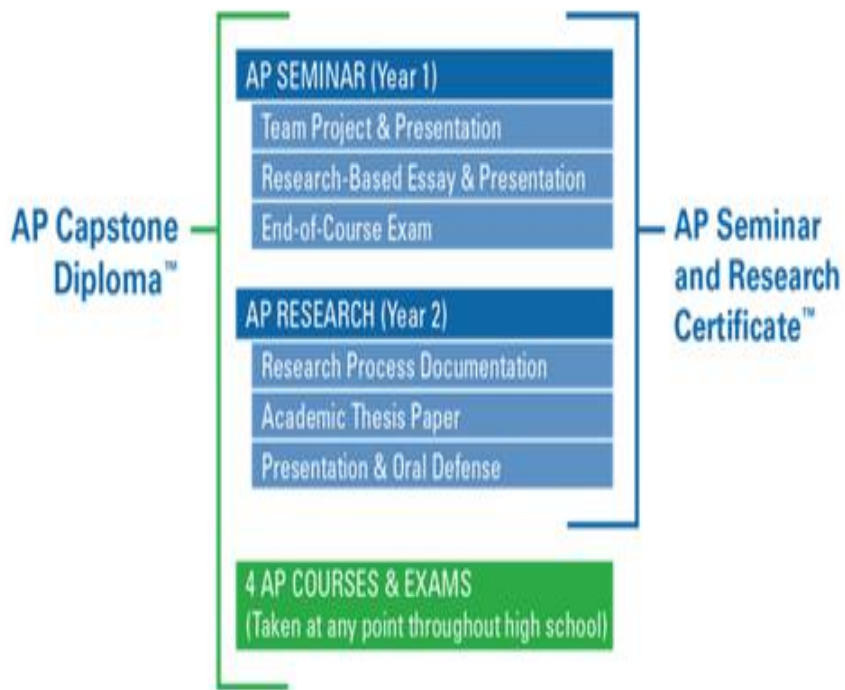 AP SEMINAR (Year 1)
Team Project & Presentation
Research-Based Essay & Presentation
End-of-Course Exam
AP Capstone
Diploma™
AP Seminar
and Research
Certificate™
AP RESEARCH (Year 2)
Research Process Documentation
Academic Thesis Paper
Presentation & Oral Defense
4 AP COURSES & EXAMS
(Taken at any point throughout high school)